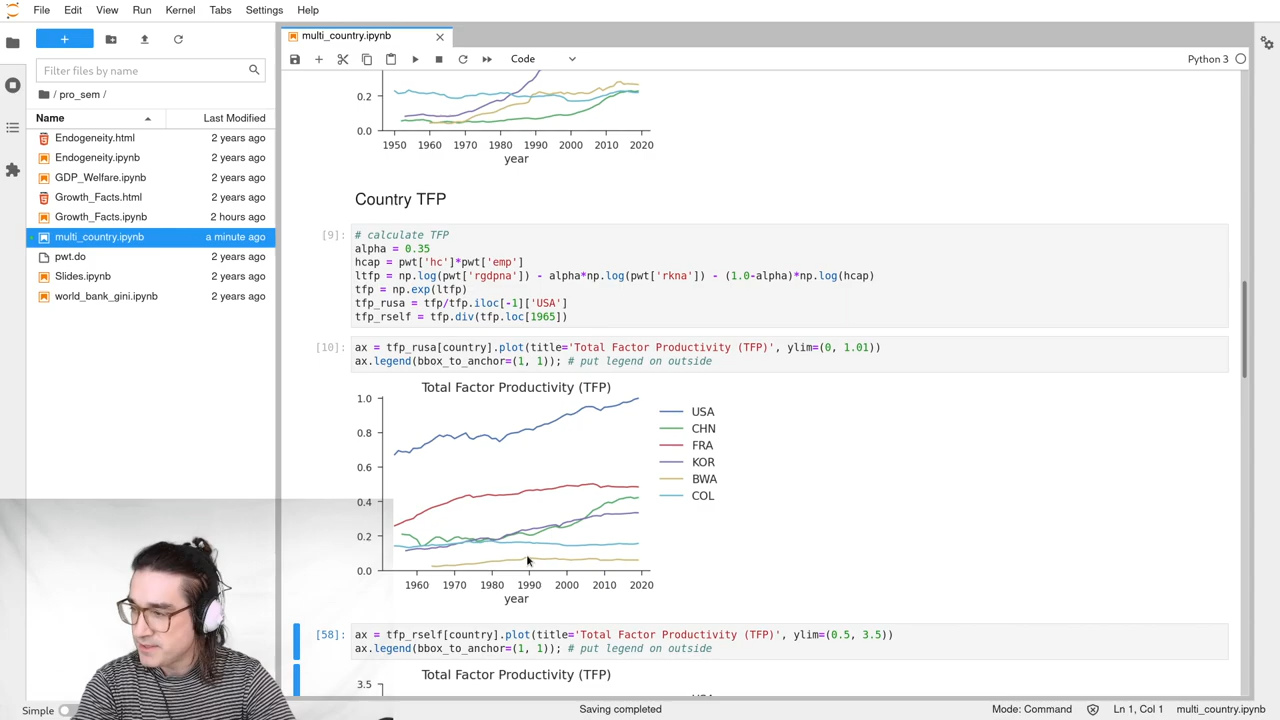 File Edit View Run Kernel Tabs Settings Help
multi_country.ipynb
+
Filter files by name
Code
Python 3
/ pro_sem /
Name Last Modified
Endogeneity.html 2 years ago
Endogeneity.ipynb 2 years ago
GDP_Welfare.ipynb 2 years ago
Growth_Facts.html 2 years ago
Growth_Facts.ipynb 2 hours ago
multi_country.ipynb a minute ago
pwt.do 2 years ago
Slides.ipynb 2 years ago
world_bank_gini.ipynb 2 years ago
0.2
0.0
1950 1960 1970 1980 1990 2000 2010 2020
year
Country TFP
[9]:
# calculate TFP
alpha = 0.35
hcap = pwt['hc']*pwt['emp']
ltfp = np.log(pwt['rgdpna']) - alpha*np.log(pwt['rkna']) - (1.0-alpha)*np.log(hcap)
tfp = np.exp(ltfp)
tfp_rusa = tfp/tfp.iloc[-1]['USA']
tfp_rself = tfp.div(tfp.loc[1965])
[10]:
ax = tfp_rusa[country].plot(title='Total Factor Productivity (TFP)', ylim=(0, 1.01))
ax.legend(bbox_to_anchor=(1, 1)); # put legend on outside
Total Factor Productivity (TFP)
1.0
0.8
0.6
0.4
0.2
0.0
1960 1970 1980 1990 2000 2010 2020
year
USA
CHN
FRA
KOR
BWA
COL
[58]:
ax = tfp_rself[country].plot(title='Total Factor Productivity (TFP)', ylim=(0.5, 3.5))
ax.legend(bbox_to_anchor=(1, 1)); # put legend on outside
Total Factor Productivity (TFP)
3.5
Simple
Saving completed
Mode: Command
Ln 1, Col 1
multi_country.ipynb